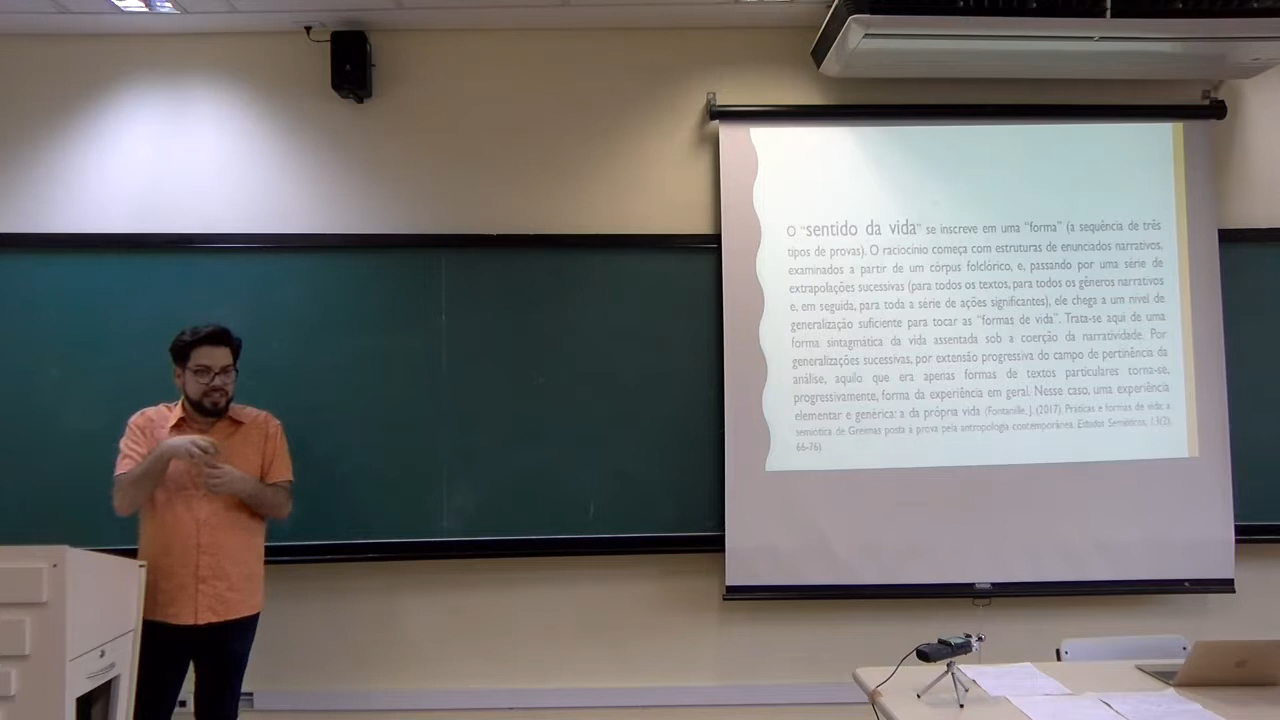 O "sentido da vida" se inscreve em uma "forma" (a sequência de três
tipos de provas). O raciocínio começa com estruturas de enunciados narrativos,
examinados a partir de um córpus folclórico, e, passando por uma série de
extrapolações sucessivas (para todos os textos, para todos os gêneros narrativos
e, em seguida, para toda a série de ações significantes), ele chega a um nível de
generalização suficiente para tocar as "formas de vida". Trata-se aqui de uma
forma sintagmática da vida assentada sob a coerção da narratividade. Por
generalizações sucessivas, por extensão progressiva do campo de pertinência da
análise, aquilo que era apenas formas de textos particulares torna-se,
progressivamente, forma da experiência em geral. Nesse caso, uma experiência
elementar e genérica: a da própria vida (Fontanille, J. (2017). Práticas e formas de vida: a
semiótica de Greimas posta à prova pela antropologia contemporânea. Estudos Semióticos, 13(2),
66-76)